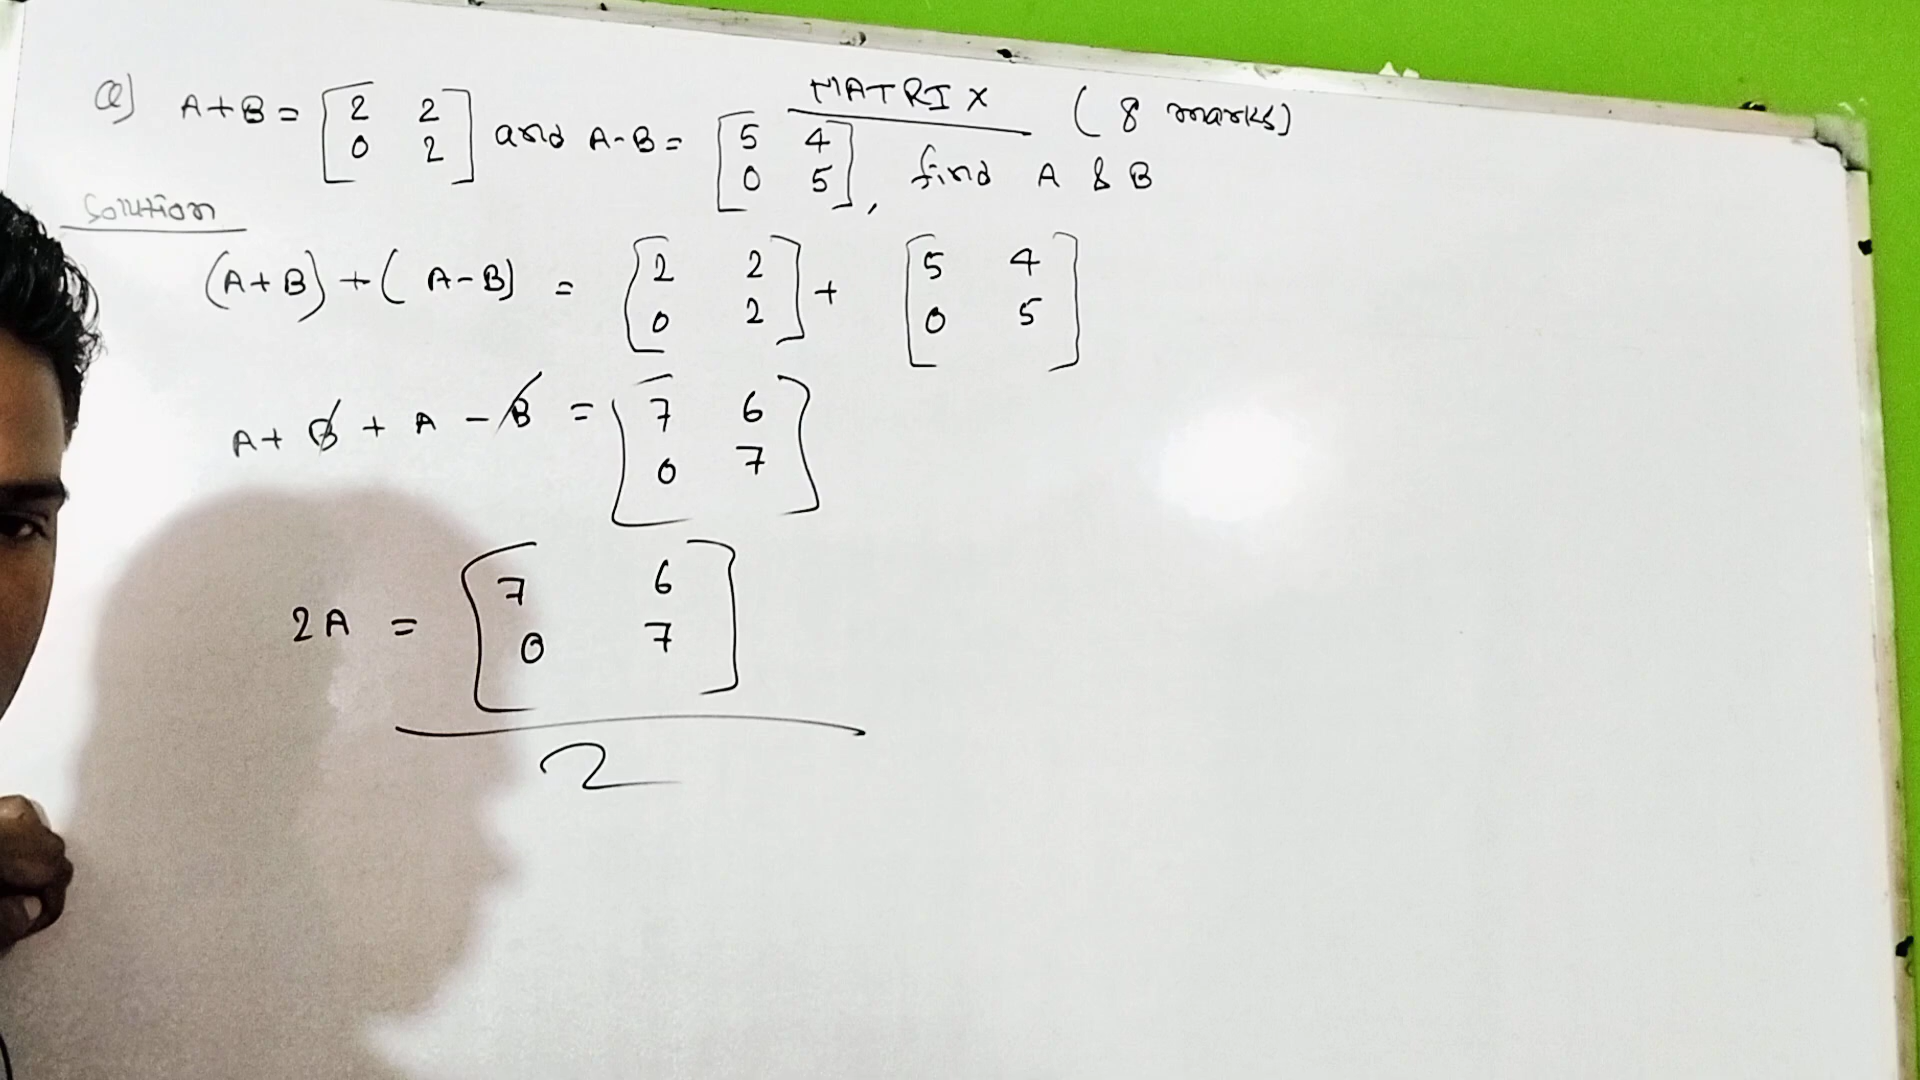 MATRIX (8 marks)
Q) A+B = [2 2 and A-B = [5 4
0 2] 0 5], find A & B
Solution
(A+B)+(A-B) = [2 2 + [5 4
0 2] 0 5]
A+B+A-B = [7 6
0 7]
2A = [7 6
0 7]
2